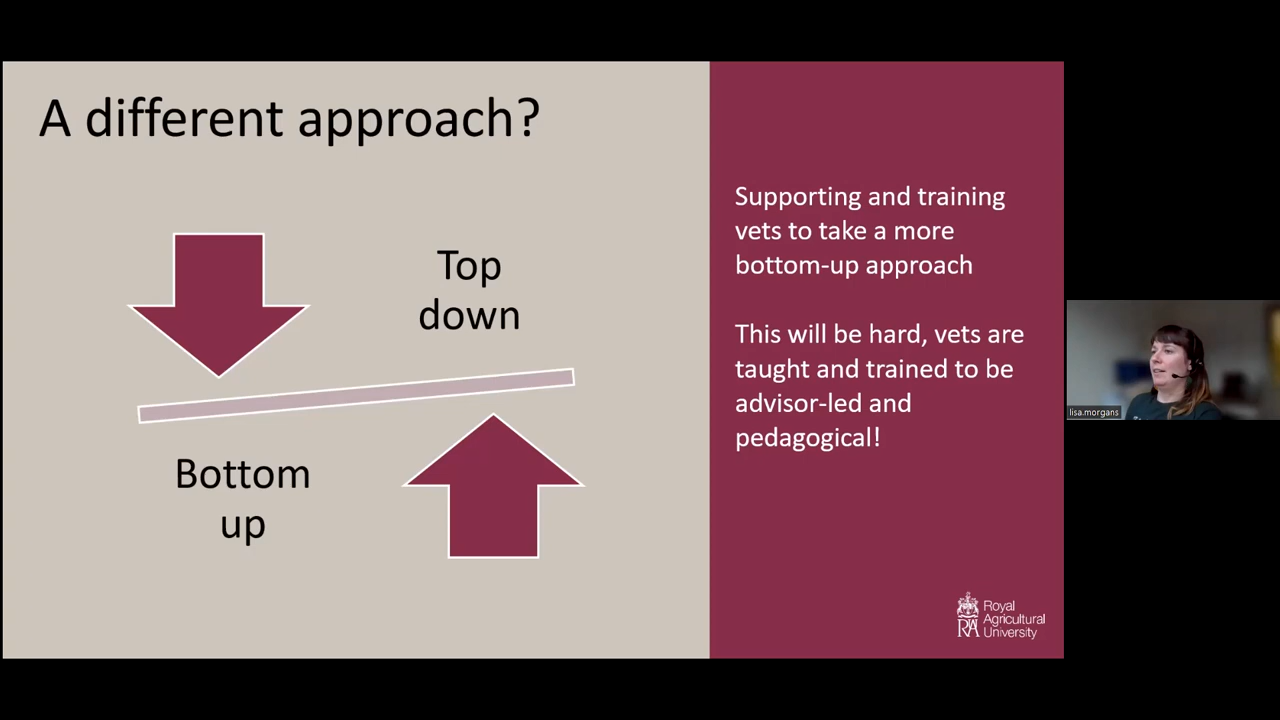 A different approach?
Top
down
Bottom
up
Supporting and training
vets to take a more
bottom-up approach
This will be hard, vets are
taught and trained to be
advisor-led and
pedagogical!
Royal
Agricultural
University
lisa.morgans